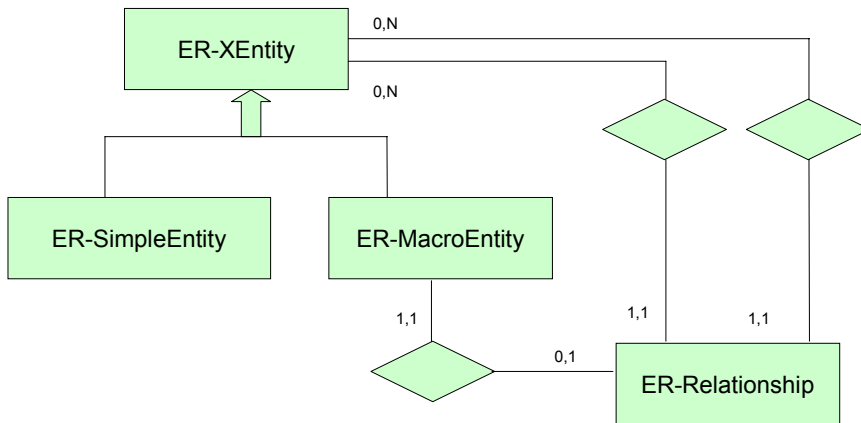 0,N
ER-XEntity
0,N
ER-SimpleEntity
ER-MacroEntity
1,1
1,1
1,1
0,1
ER-Relationship